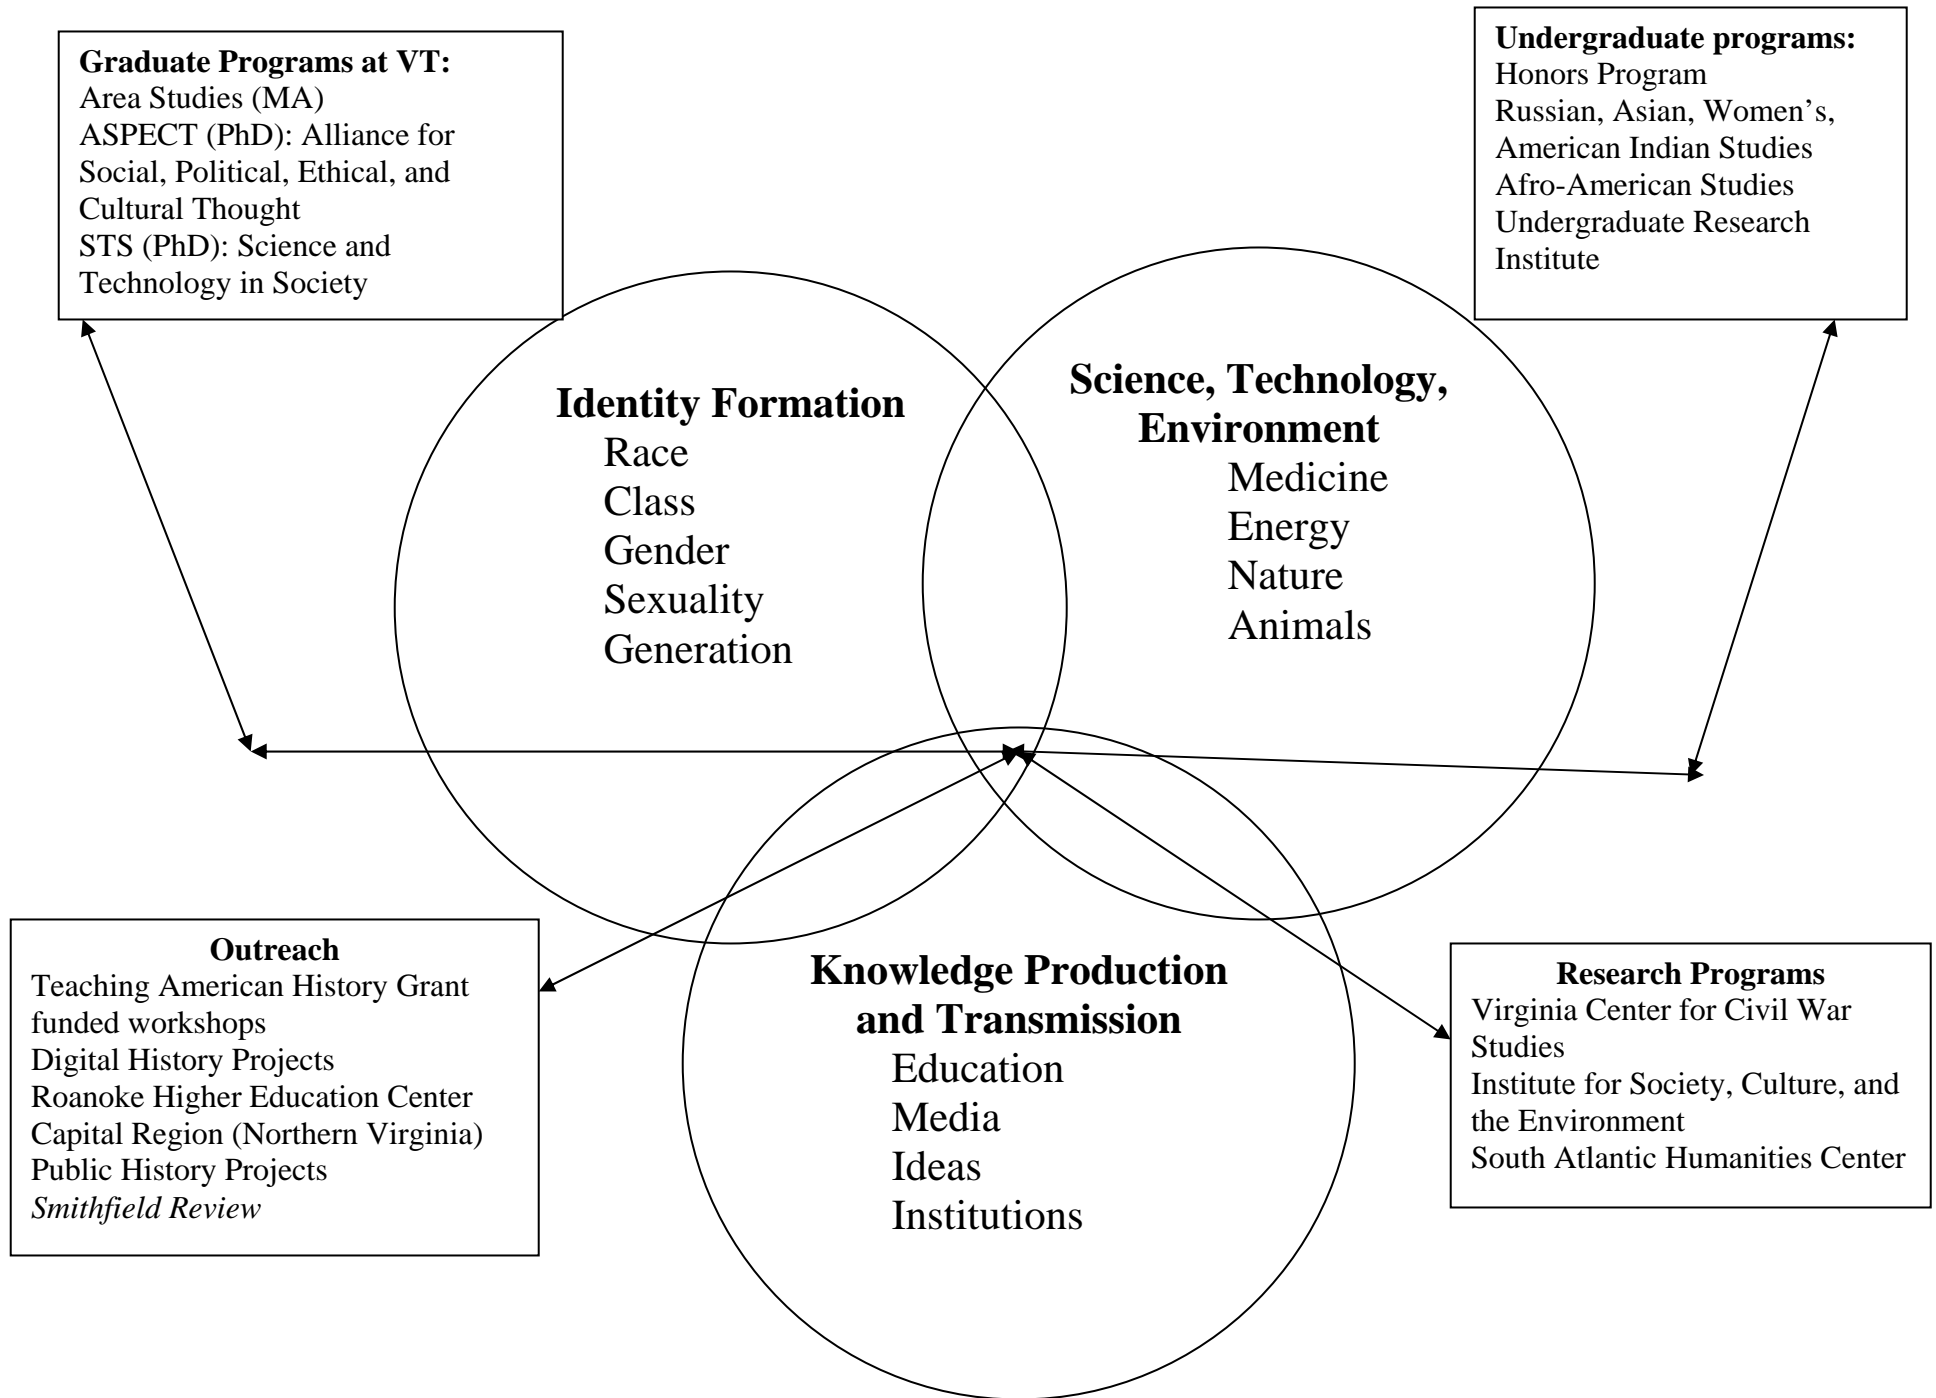 Graduate Programs at VT:
Area Studies (MA)
ASPECT (PhD): Alliance for
Social, Political, Ethical, and
Cultural Thought
STS (PhD): Science and
Technology in Society
Undergraduate programs:
Honors Program
Russian, Asian, Women’s,
American Indian Studies
Afro-American Studies
Undergraduate Research
Institute
Identity Formation
Race
Class
Gender
Sexuality
Generation
Science, Technology,
Environment
Medicine
Energy
Nature
Animals
Outreach
Teaching American History Grant
funded workshops
Digital History Projects
Roanoke Higher Education Center
Capital Region (Northern Virginia)
Public History Projects
Smithfield Review
Knowledge Production
and Transmission
Education
Media
Ideas
Institutions
Research Programs
Virginia Center for Civil War
Studies
Institute for Society, Culture, and
the Environment
South Atlantic Humanities Center